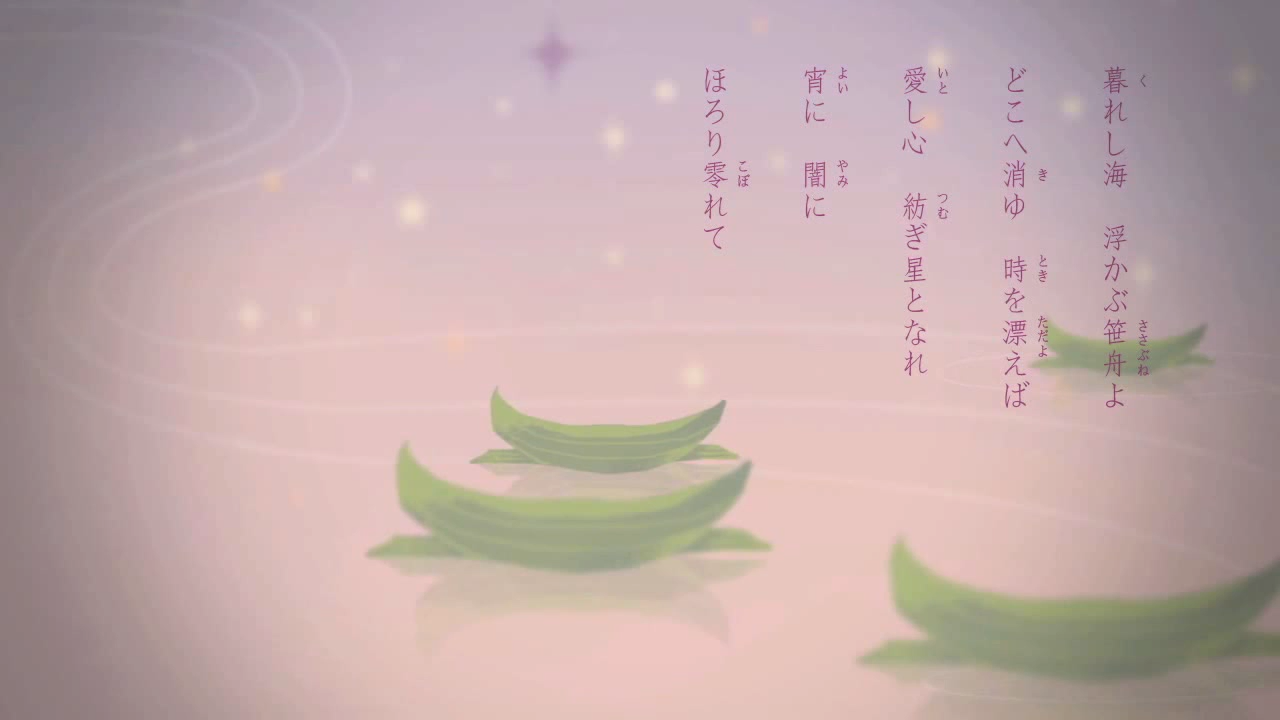 暮れし海　浮かぶ笹舟よ
どこへ消ゆ　時を漂えば
愛し心　紡ぎ星となれ
宵に　闇に
ほろり零れて